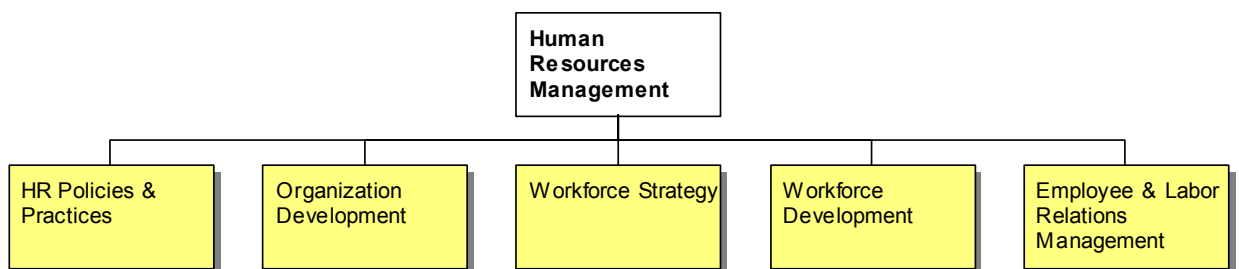 Human
Resources
Management
HR Policies &
Practices
Organization
Development
Workforce Strategy
Workforce
Development
Employee & Labor
Relations
Management